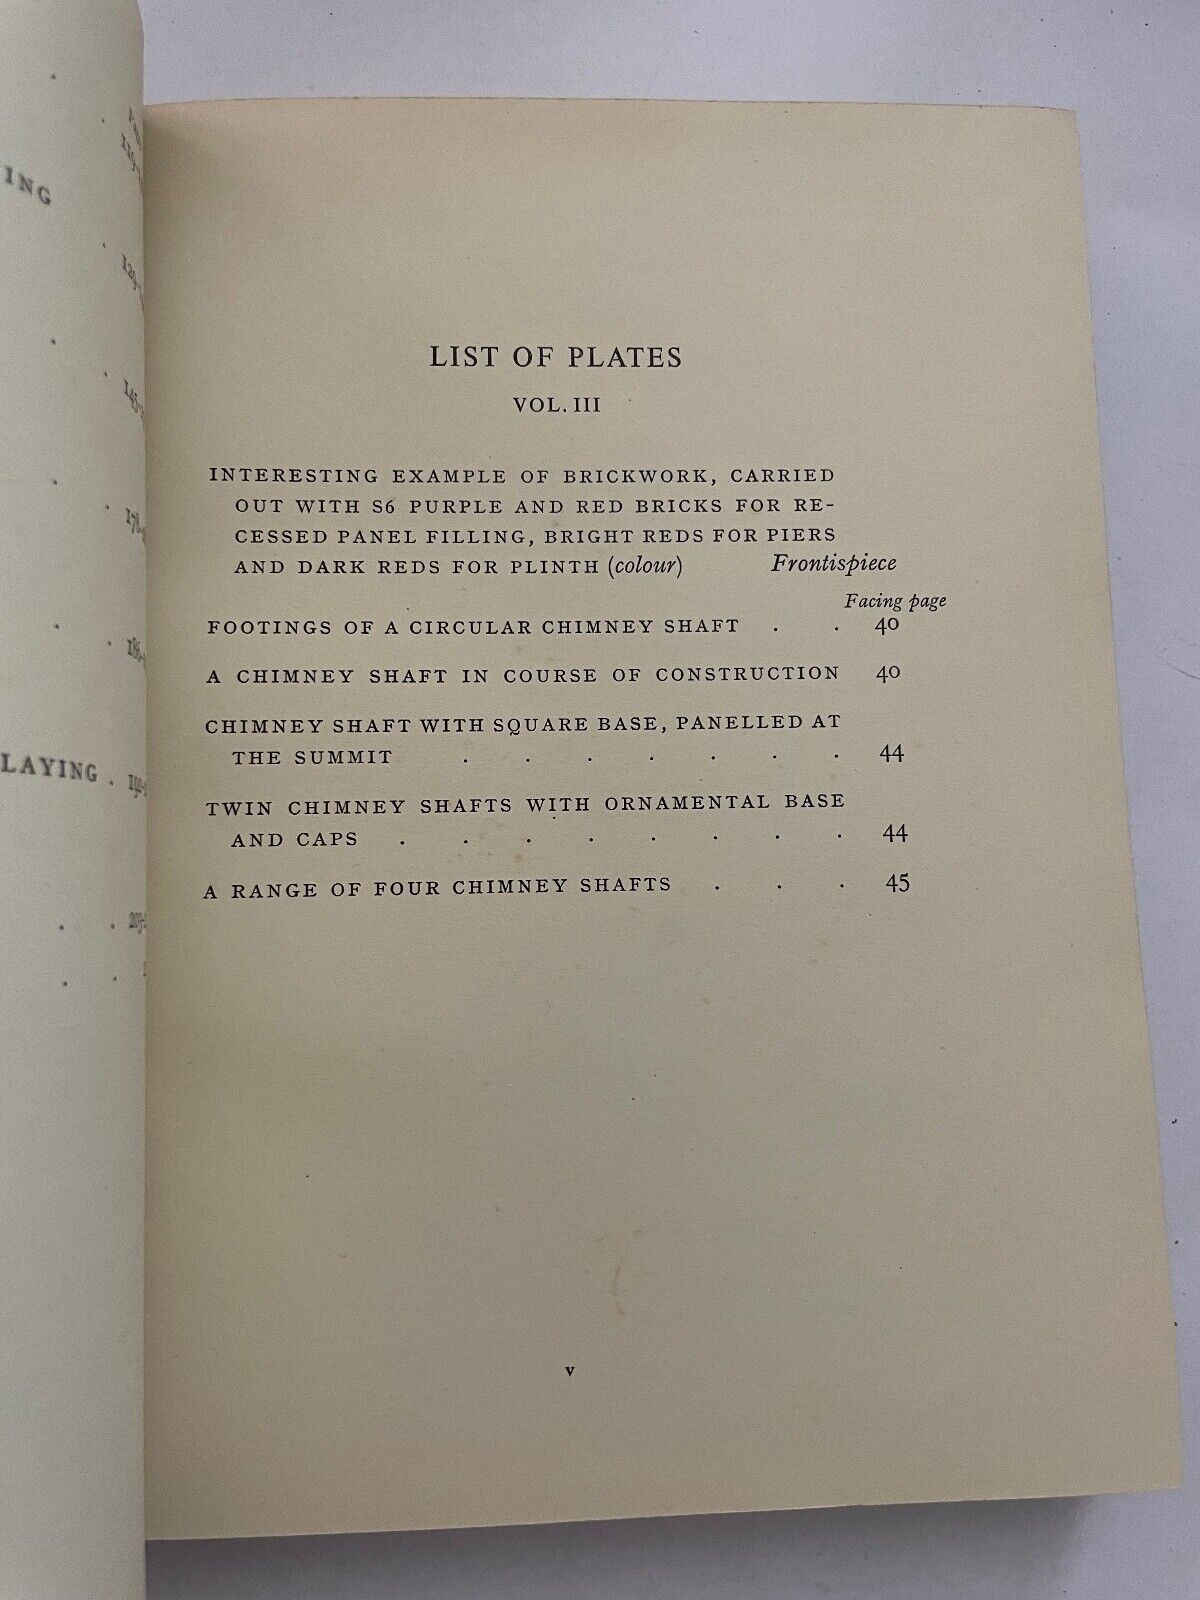 ING
LAYING .
LIST OF PLATES
VOL. III
INTERESTING EXAMPLE OF BRICKWORK, CARRIED
OUT WITH S6 PURPLE AND RED BRICKS FOR RE-
CESSED PANEL FILLING, BRIGHT REDS FOR PIERS
AND DARK REDS FOR PLINTH (colour) Frontispiece
Facing page
FOOTINGS OF A CIRCULAR CHIMNEY SHAFT . . 40
A CHIMNEY SHAFT IN COURSE OF CONSTRUCTION 40
CHIMNEY SHAFT WITH SQUARE BASE, PANELLED AT
THE SUMMIT . . . . . . . 44
TWIN CHIMNEY SHAFTS WITH ORNAMENTAL BASE
AND CAPS . . . . . . . . 44
A RANGE OF FOUR CHIMNEY SHAFTS . . . 45
v